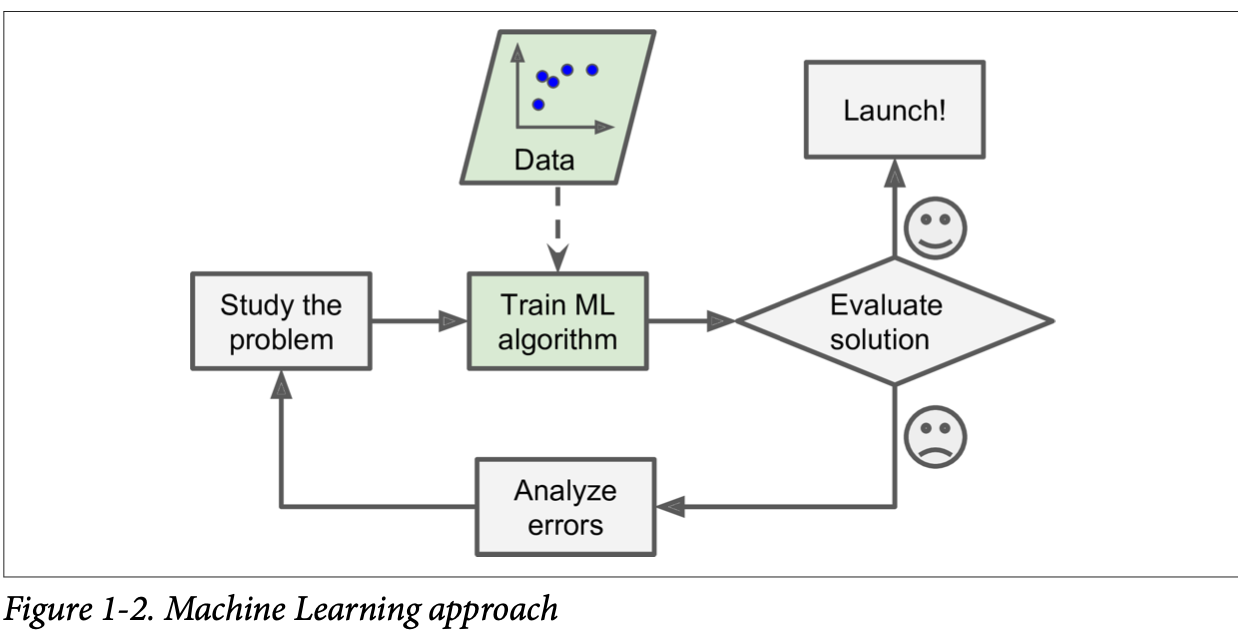 Data
Launch!
Study the
problem
Train ML
algorithm
Evaluate
solution
Analyze
errors
Figure 1-2. Machine Learning approach